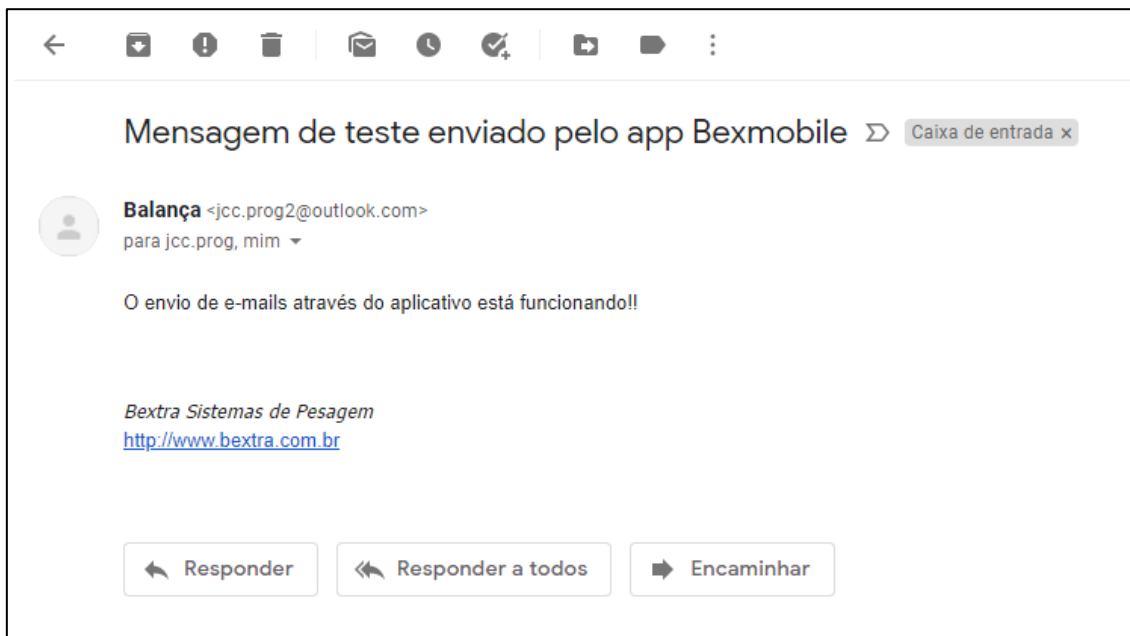 Mensagem de teste enviado pelo app Bexmobile Caixa de entrada x
Balança <jcc.prog2@outlook.com>
para jcc.prog, mim
O envio de e-mails através do aplicativo está funcionando!!
Bextra Sistemas de Pesagem
http://www.bextra.com.br
Responder Responder a todos Encaminhar